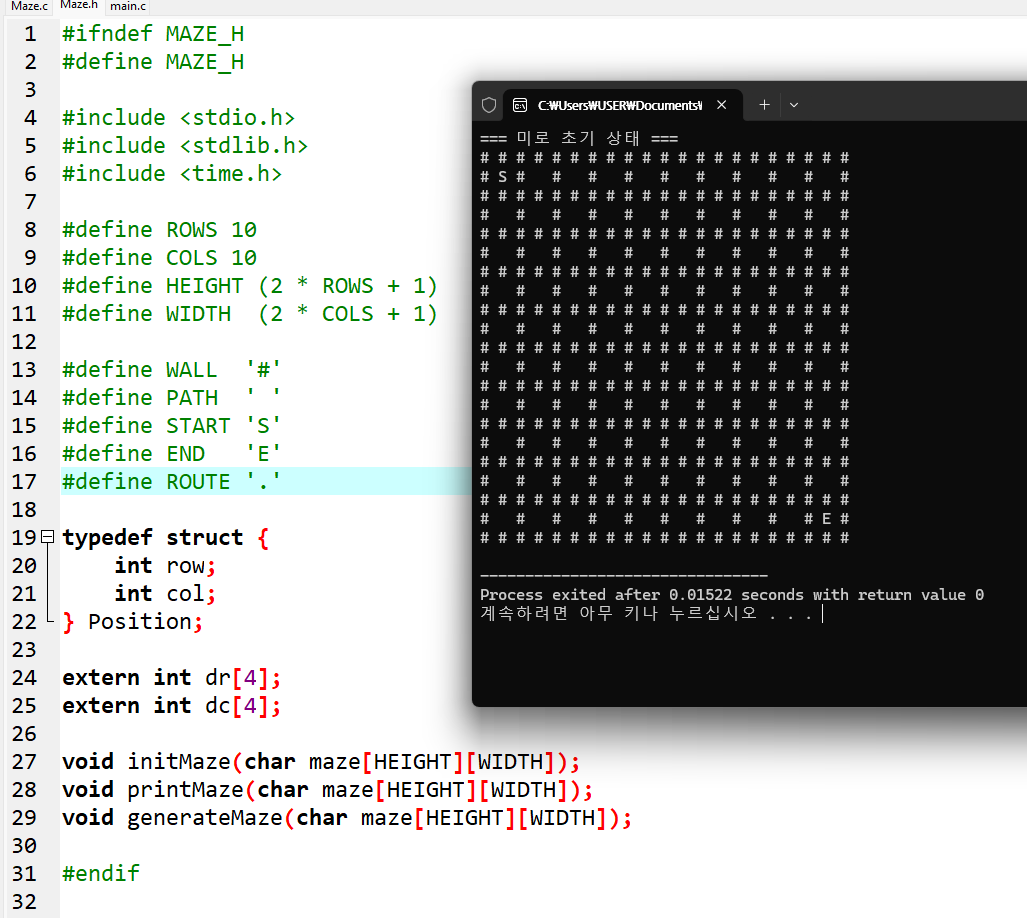 Maze.c Maze.h main.c
1 #ifndef MAZE_H
2 #define MAZE_H
3
4 #include <stdio.h>
5 #include <stdlib.h>
6 #include <time.h>
7
8 #define ROWS 10
9 #define COLS 10
10 #define HEIGHT (2 * ROWS + 1)
11 #define WIDTH  (2 * COLS + 1)
12
13 #define WALL  '#'
14 #define PATH  ' '
15 #define START 'S'
16 #define END   'E'
17 #define ROUTE '.'
18
19 typedef struct {
20     int row;
21     int col;
22 } Position;
23
24 extern int dr[4];
25 extern int dc[4];
26
27 void initMaze(char maze[HEIGHT][WIDTH]);
28 void printMaze(char maze[HEIGHT][WIDTH]);
29 void generateMaze(char maze[HEIGHT][WIDTH]);
30
31 #endif
32
C:₩Users₩USER₩Documents₩
=== 미로 초기 상태 ===
# # # # # # # # # # # # # # # # # # # # #
# S #   #   #   #   #   #   #   #   #   #
# # # # # # # # # # # # # # # # # # # # #
#   #   #   #   #   #   #   #   #   #   #
# # # # # # # # # # # # # # # # # # # # #
#   #   #   #   #   #   #   #   #   #   #
# # # # # # # # # # # # # # # # # # # # #
#   #   #   #   #   #   #   #   #   #   #
# # # # # # # # # # # # # # # # # # # # #
#   #   #   #   #   #   #   #   #   #   #
# # # # # # # # # # # # # # # # # # # # #
#   #   #   #   #   #   #   #   #   #   #
# # # # # # # # # # # # # # # # # # # # #
#   #   #   #   #   #   #   #   #   #   #
# # # # # # # # # # # # # # # # # # # # #
#   #   #   #   #   #   #   #   #   #   #
# # # # # # # # # # # # # # # # # # # # #
#   #   #   #   #   #   #   #   #   #   #
# # # # # # # # # # # # # # # # # # # # #
#   #   #   #   #   #   #   #   #   # E #
# # # # # # # # # # # # # # # # # # # # #
--------------------------------
Process exited after 0.01522 seconds with return value 0
계속하려면 아무 키나 누르십시오 . . .